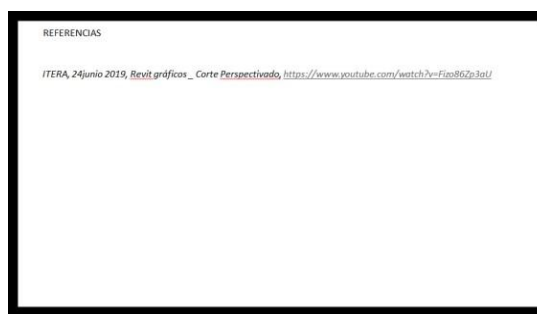 REFERENCIAS
ITERA, 24junio 2019, Revit gráficos _ Corte Perspectivado, https://www.youtube.com/watch?v=Fizo86Zp3aU